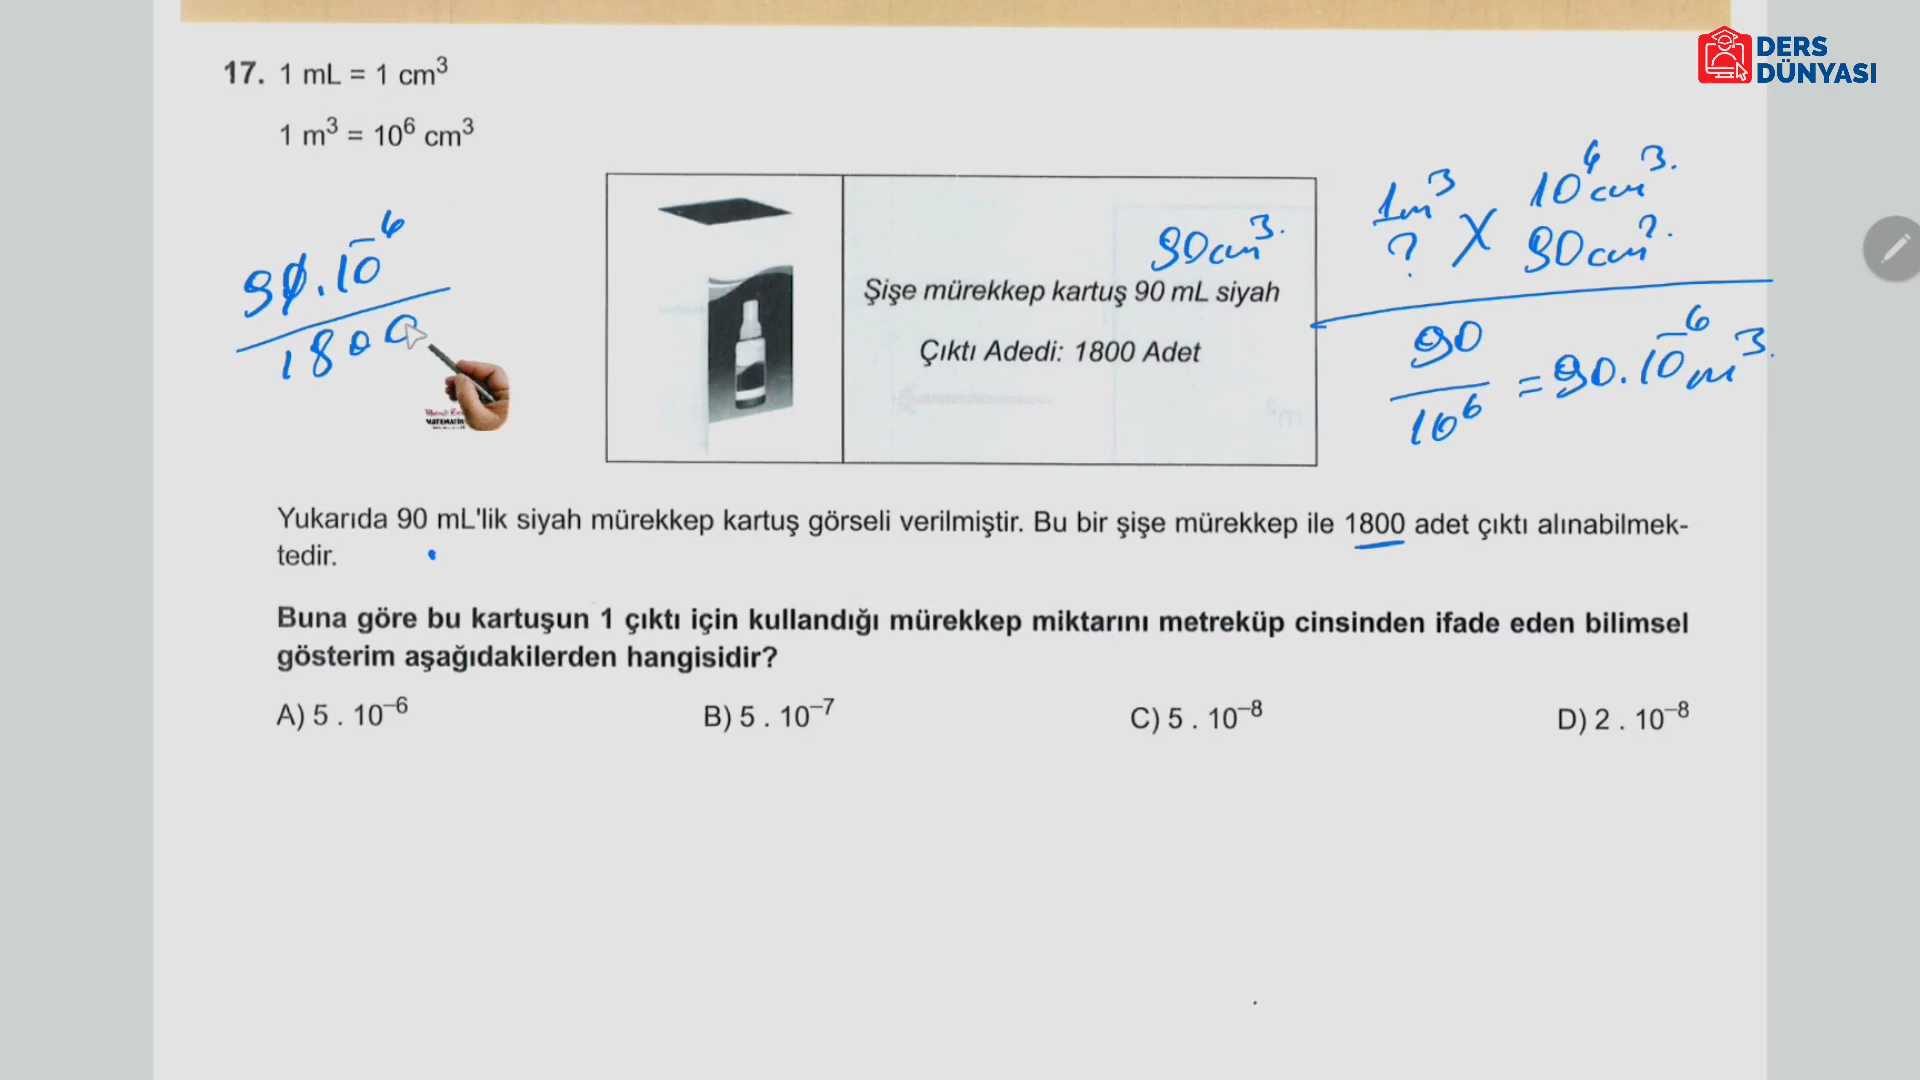 DERS
DÜNYASI
17. 1 mL = 1 cm³
1 m³ = 10⁶ cm³
90.10⁻⁶
1800
MATEMATİK
90cm³.
Şişe mürekkep kartuş 90 mL siyah
Çıktı Adedi: 1800 Adet
1m³ 10⁶cm³.
? X 90cm³.
90
10⁶
= 90.10⁻⁶m³.
Yukarıda 90 mL'lik siyah mürekkep kartuş görseli verilmiştir. Bu bir şişe mürekkep ile 1800 adet çıktı alınabilmek-
tedir.
Buna göre bu kartuşun 1 çıktı için kullandığı mürekkep miktarını metreküp cinsinden ifade eden bilimsel
gösterim aşağıdakilerden hangisidir?
A) 5 . 10⁻⁶ B) 5 . 10⁻⁷ C) 5 . 10⁻⁸ D) 2 . 10⁻⁸